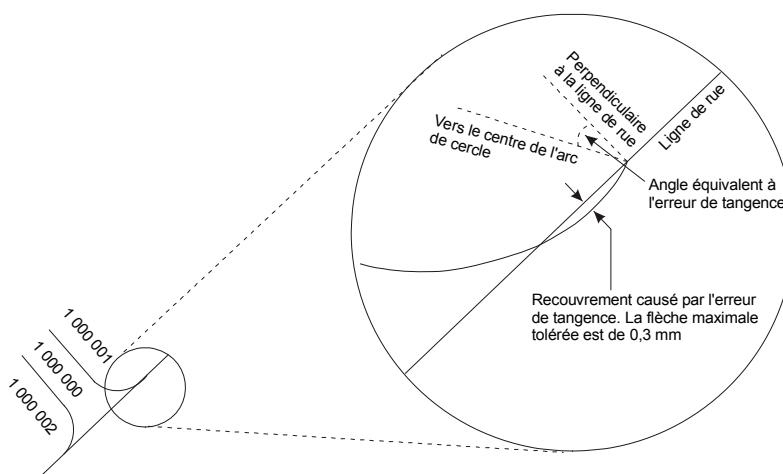 Perpendiculaire
à la ligne de rue
Ligne de rue
Vers le centre de l'arc
de cercle
Angle équivalent à
l'erreur de tangence
Recouvrement causé par l'erreur
de tangence. La flèche maximale
tolérée est de 0,3 mm
1 000 001
1 000 000
1 000 002